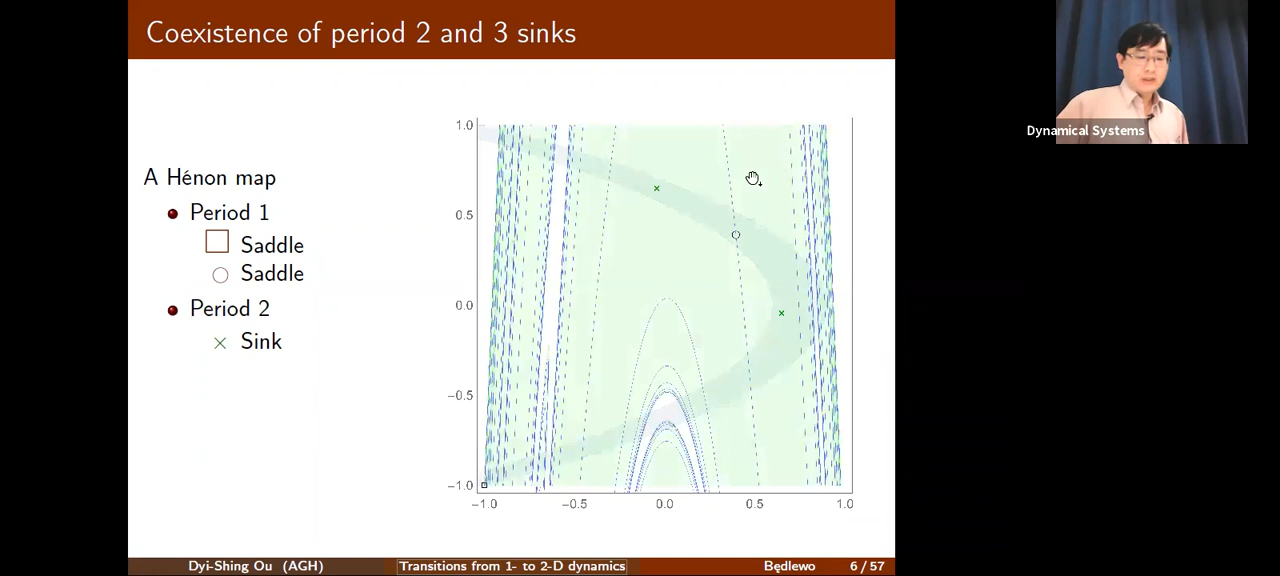 Coexistence of period 2 and 3 sinks
A Hénon map
Period 1
Saddle
Saddle
Period 2
Sink
1.0
0.5
0.0
−0.5
−1.0
−1.0 −0.5 0.0 0.5 1.0
Dyi-Shing Ou (AGH) Transitions from 1- to 2-D dynamics Będlewo 6 / 57
Dynamical Systems